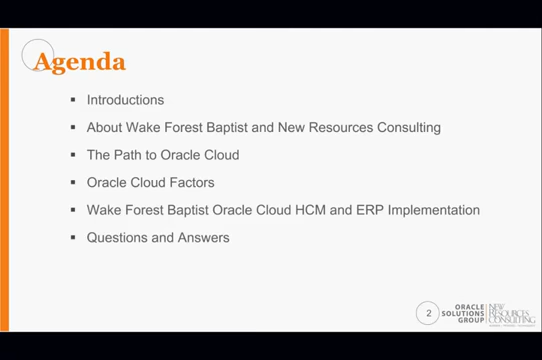 Agenda
▪ Introductions
▪ About Wake Forest Baptist and New Resources Consulting
▪ The Path to Oracle Cloud
▪ Oracle Cloud Factors
▪ Wake Forest Baptist Oracle Cloud HCM and ERP Implementation
▪ Questions and Answers
2
ORACLE
SOLUTIONS
GROUP
NEW
RESOURCES
CONSULTING